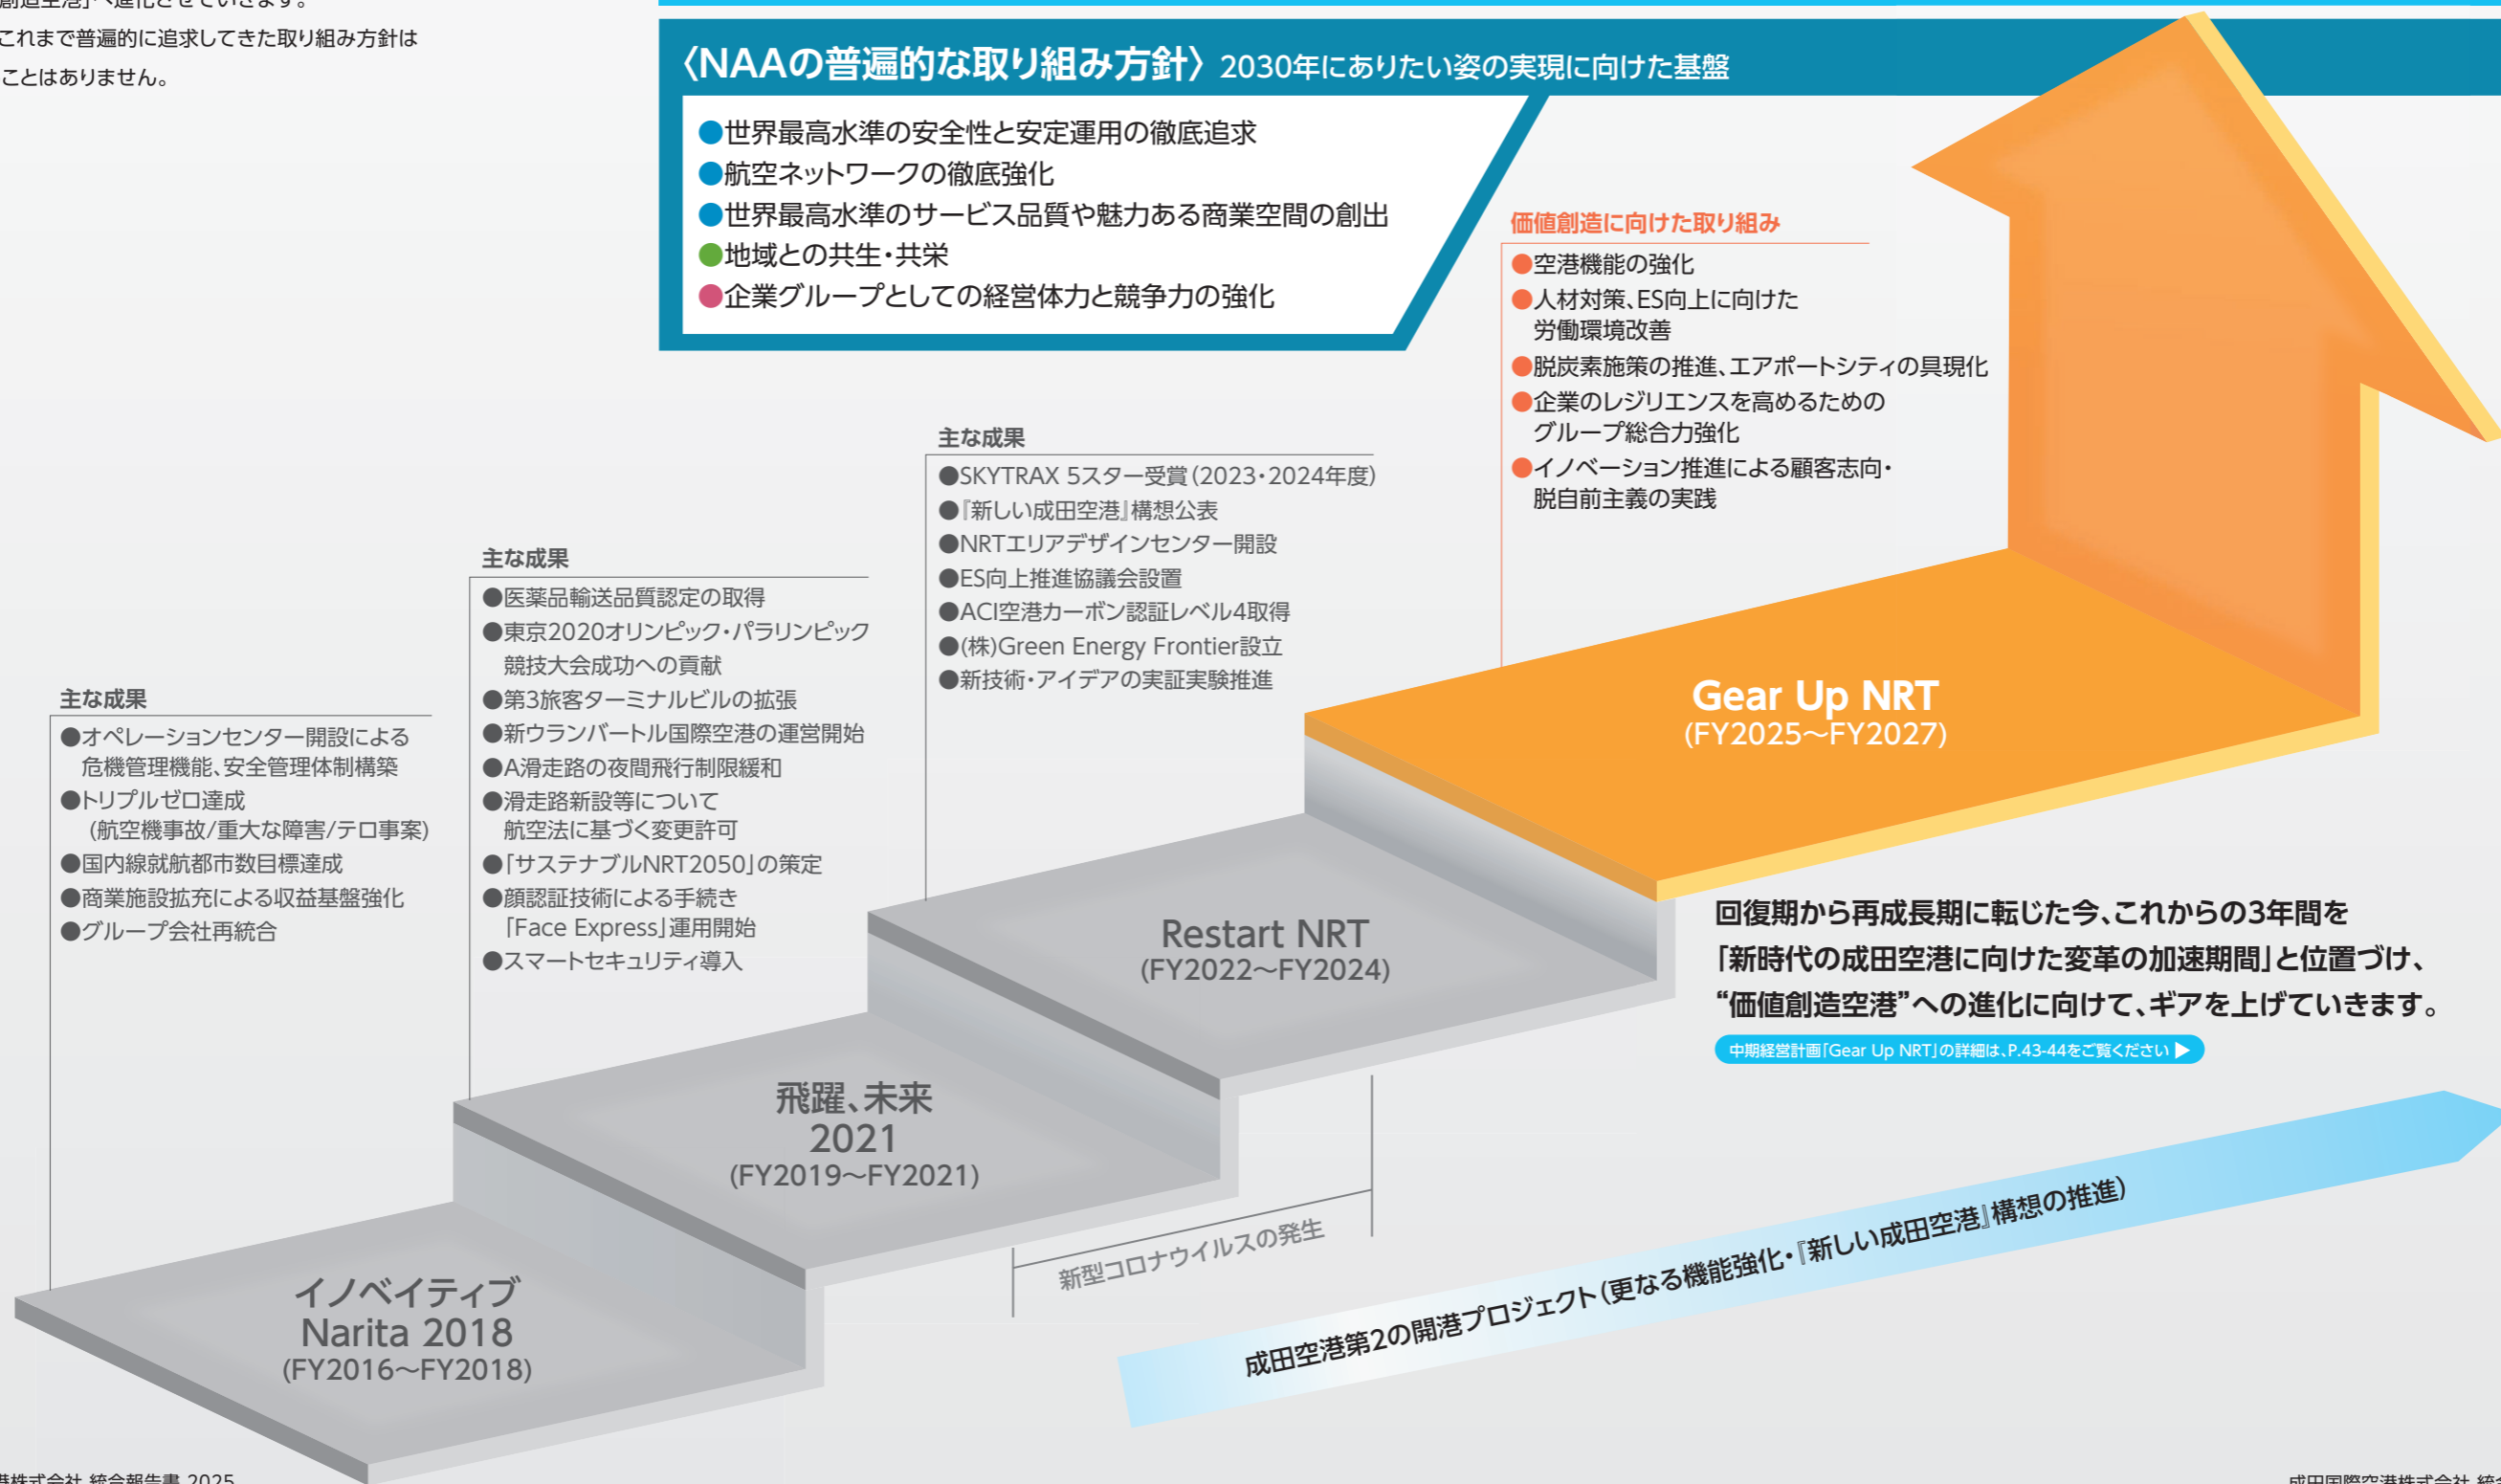 創造空港」へ進化させていきます。
これまで普遍的に追求してきた取り組み方針は
ことはありません。
〈NAAの普遍的な取り組み方針〉 2030年にありたい姿の実現に向けた基盤
●世界最高水準の安全性と安定運用の徹底追求
●航空ネットワークの徹底強化
●世界最高水準のサービス品質や魅力ある商業空間の創出
●地域との共生・共栄
●企業グループとしての経営体力と競争力の強化
価値創造に向けた取り組み
●空港機能の強化
●人材対策、ES向上に向けた
労働環境改善
●脱炭素施策の推進、エアポートシティの具現化
●企業のレジリエンスを高めるための
グループ総合力強化
●イノベーション推進による顧客志向・
脱自前主義の実践
主な成果
●SKYTRAX 5スター受賞（2023・2024年度）
●『新しい成田空港』構想公表
●NRTエリアデザインセンター開設
●ES向上推進協議会設置
●ACI空港カーボン認証レベル4取得
●(株)Green Energy Frontier設立
●新技術・アイデアの実証実験推進
主な成果
●医薬品輸送品質認定の取得
●東京2020オリンピック・パラリンピック
競技大会成功への貢献
●第3旅客ターミナルビルの拡張
●新ウランバートル国際空港の運営開始
●A滑走路の夜間飛行制限緩和
●滑走路新設等について
航空法に基づく変更許可
●「サステナブルNRT2050」の策定
●顔認証技術による手続き
「Face Express」運用開始
●スマートセキュリティ導入
主な成果
●オペレーションセンター開設による
危機管理機能、安全管理体制構築
●トリプルゼロ達成
(航空機事故/重大な障害/テロ事案)
●国内線就航都市数目標達成
●商業施設拡充による収益基盤強化
●グループ会社再統合
Gear Up NRT
(FY2025～FY2027)
Restart NRT
(FY2022～FY2024)
飛躍、未来
2021
(FY2019～FY2021)
イノベイティブ
Narita 2018
(FY2016～FY2018)
回復期から再成長期に転じた今、これからの3年間を
「新時代の成田空港に向けた変革の加速期間」と位置づけ、
“価値創造空港”への進化に向けて、ギアを上げていきます。
中期経営計画「Gear Up NRT」の詳細は、P.43-44をご覧ください ▶
新型コロナウイルスの発生
成田空港第2の開港プロジェクト（更なる機能強化・『新しい成田空港』構想の推進）
港株式会社 統合報告書 2025
成田国際空港株式会社 統合